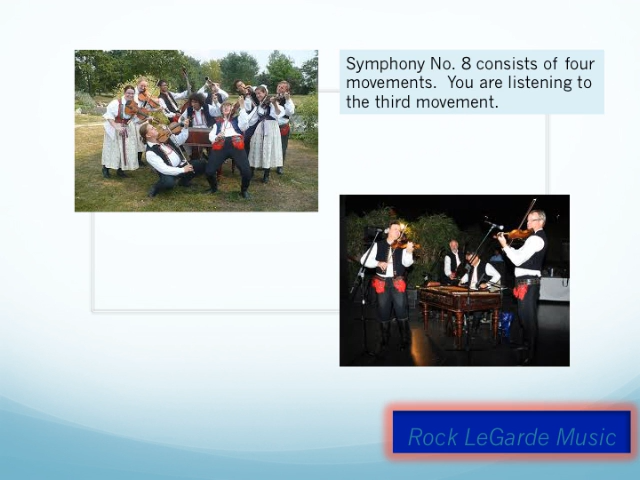 Symphony No. 8 consists of four
movements.  You are listening to
the third movement.
Rock LeGarde Music